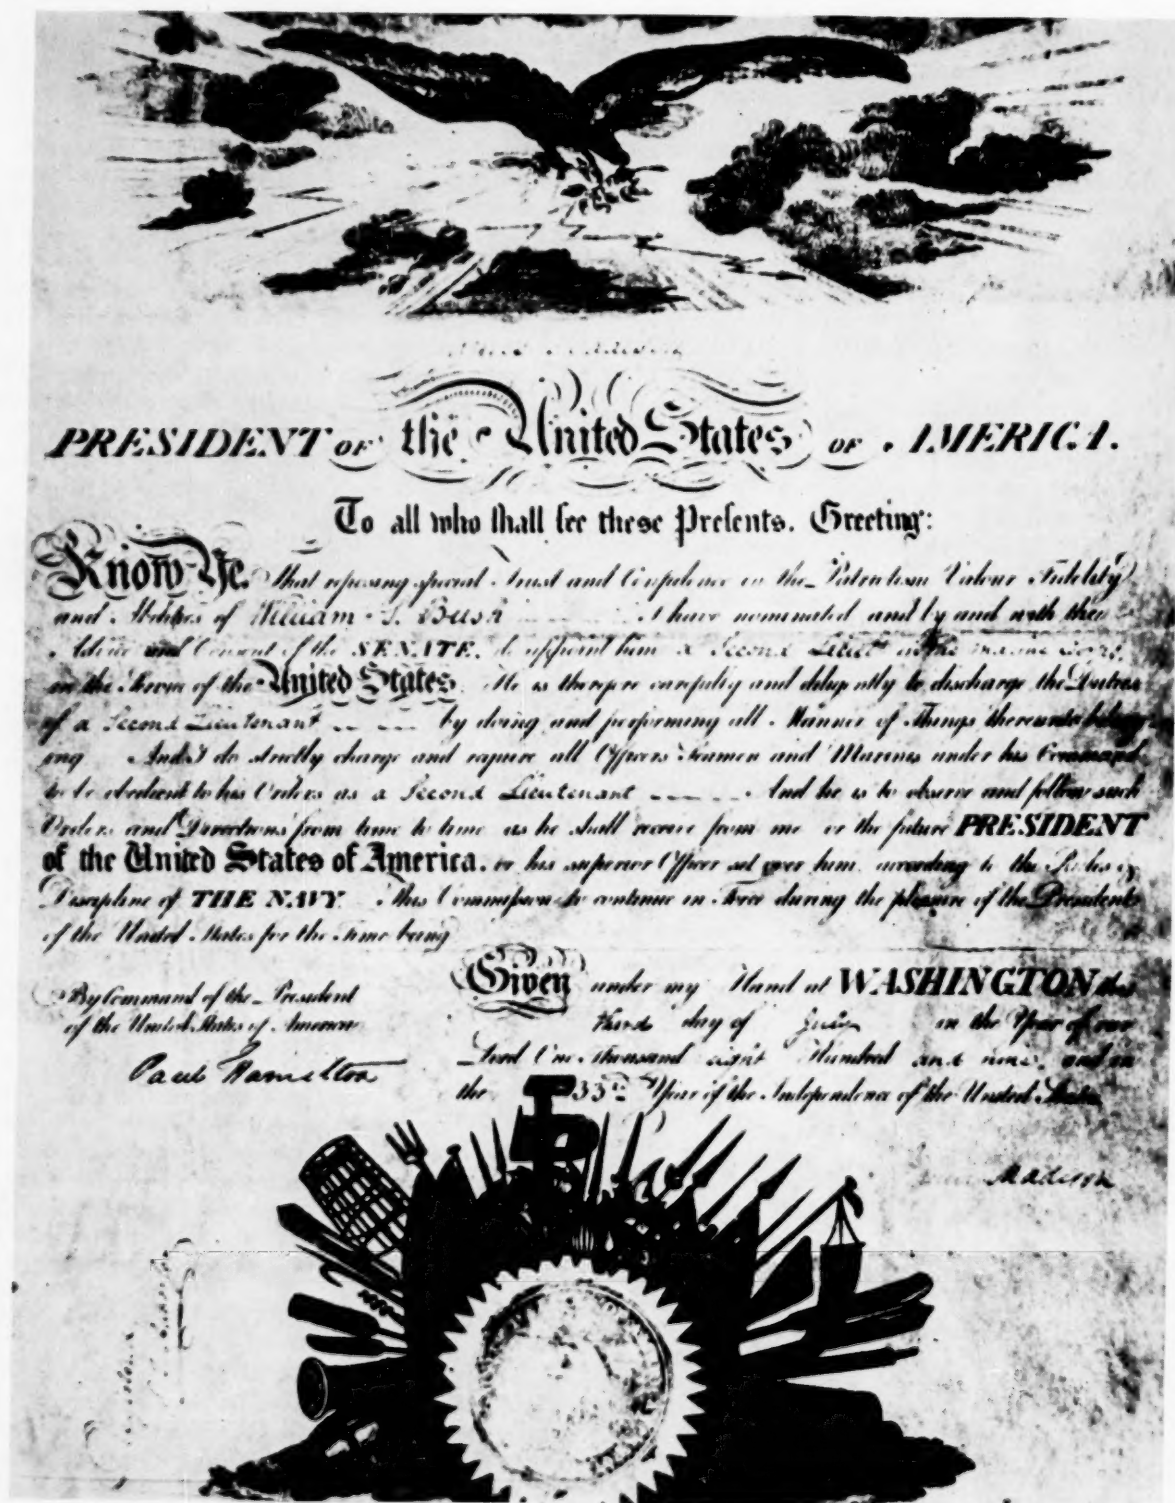 PRESIDENT OF the United States OF AMERICA.
To all who shall see these Presents, Greeting:
Know Ye, that reposing special Trust and Confidence in the Patriotism Valour Fidelity
and Abilities of William S. Bush I have nominated and by and with the
Advice and Consent of the SENATE, do appoint him a Second Lieut.t in the Marine Corps,
in the Service of the United States. He is therefore carefully and diligently to discharge the Duties
of a Second Lieutenant by doing and performing all Manner of Things thereunto belong
ing And I do strictly charge and require all Officers Seamen and Marines under his Command
to be obedient to his Orders as a Second Lieutenant And he is to observe and follow such
Orders and Directions from time to time as he shall receive from me or the future PRESIDENT
of the United States of America, or his superior Officer set over him, according to the Rules &
Discipline of THE NAVY This Commission to continue in Force during the pleasure of the President
of the United States for the time being
Given under my Hand at WASHINGTON this
third day of July in the Year of our
Lord One Thousand eight Hundred and nine, and in
the 33rd Year of the Independence of the United States
By Command of the President
of the United States of America
Paul Hamilton
Madison